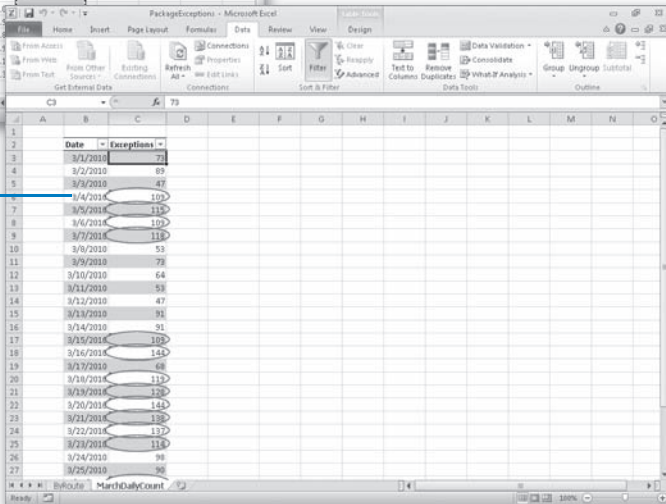 PackageExceptions - Microsoft Excel
Table Tools
File Home Insert Page Layout Formulas Data Review View Design
From Access
From Web
From Text
From Other Sources
Existing Connections
Get External Data
Refresh All
Connections
Properties
Edit Links
Connections
Sort
Filter
Clear
Reapply
Advanced
Sort & Filter
Text to Columns
Remove Duplicates
Data Validation
Consolidate
What-If Analysis
Data Tools
Group Ungroup Subtotal
Outline
C3 fx 73
A B C D E F G H I J K L M N O
1
2 Date Exceptions
3 3/1/2010 73
4 3/2/2010 89
5 3/3/2010 47
6 3/4/2010 109
7 3/5/2010 115
8 3/6/2010 109
9 3/7/2010 118
10 3/8/2010 53
11 3/9/2010 73
12 3/10/2010 64
13 3/11/2010 53
14 3/12/2010 47
15 3/13/2010 91
16 3/14/2010 91
17 3/15/2010 109
18 3/16/2010 144
19 3/17/2010 68
20 3/18/2010 119
21 3/19/2010 128
22 3/20/2010 144
23 3/21/2010 138
24 3/22/2010 137
25 3/23/2010 114
26 3/24/2010 98
27 3/25/2010 90
ByRoute MarchDailyCount
Ready 100%